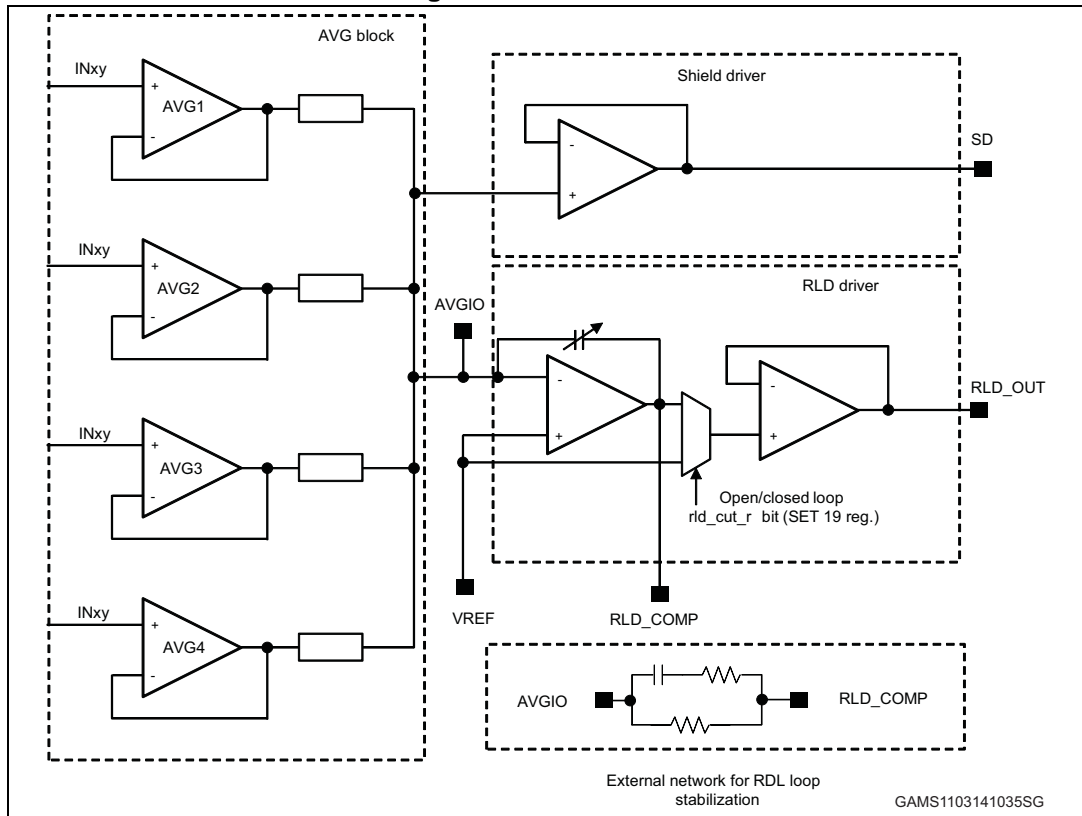 g
AVG block
INxy
+
AVG1
-
Shield driver
-
+
SD
INxy
+
AVG2
-
AVGIO
RLD driver
-
+
-
+
RLD_OUT
INxy
+
AVG3
-
Open/closed loop
rld_cut_r bit (SET 19 reg.)
INxy
+
AVG4
-
VREF
RLD_COMP
AVGIO
RLD_COMP
External network for RDL loop
stabilization
GAMS1103141035SG